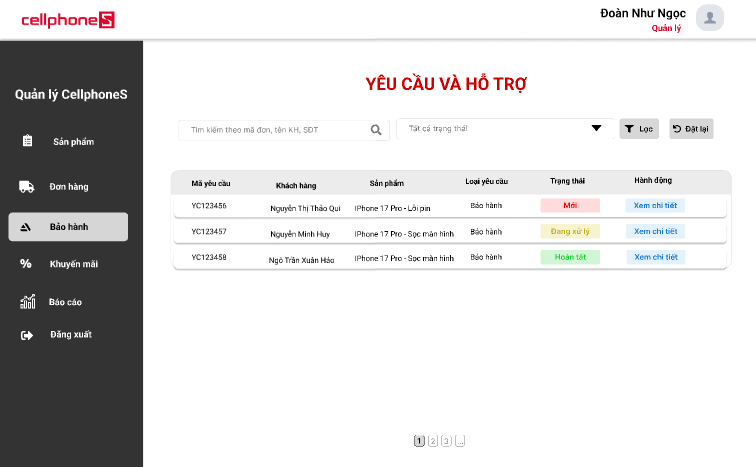 cellphoneS
Đoàn Như Ngọc
Quản lý
Quản lý CellphoneS
Sản phẩm
Đơn hàng
Bảo hành
Khuyến mãi
Báo cáo
Đăng xuất
YÊU CẦU VÀ HỖ TRỢ
Tìm kiếm theo mã đơn, tên KH, SĐT
Tất cả trạng thái
Lọc
Đặt lại
Mã yêu cầu Khách hàng Sản phẩm Loại yêu cầu Trạng thái Hành động
YC123456 Nguyễn Thị Thảo Qui IPhone 17 Pro - Lỗi pin Bảo hành Mới Xem chi tiết
YC123457 Nguyễn Minh Huy IPhone 17 Pro - Sọc màn hình Bảo hành Đang xử lý Xem chi tiết
YC123458 Ngô Trần Xuân Hảo IPhone 17 Pro - Sọc màn hình Bảo hành Hoàn tất Xem chi tiết
1 2 3 ...